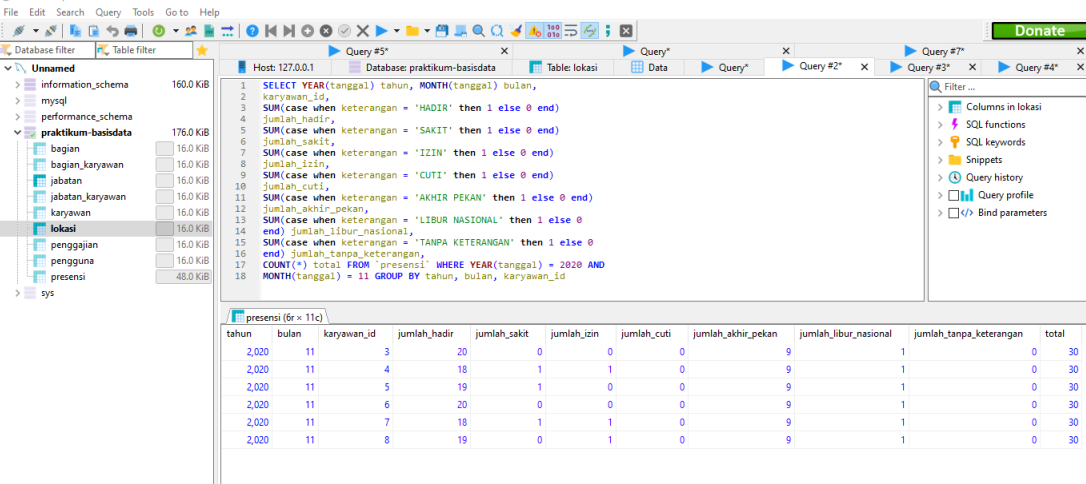 File Edit Search Query Tools Go to Help
Donate
Database filter Table filter
Query #5* Query* Query #7*
Host: 127.0.0.1 Database: praktikum-basisdata Table: lokasi Data Query* Query #2* Query #3* Query #4*
Unnamed
information_schema 160.0 KiB
mysql
performance_schema
praktikum-basisdata 176.0 KiB
bagian 16.0 KiB
bagian_karyawan 16.0 KiB
jabatan 16.0 KiB
jabatan_karyawan 16.0 KiB
karyawan 16.0 KiB
lokasi 16.0 KiB
penggajian 16.0 KiB
pengguna 16.0 KiB
presensi 48.0 KiB
sys
1 SELECT YEAR(tanggal) tahun, MONTH(tanggal) bulan,
2 karyawan_id,
3 SUM(case when keterangan = 'HADIR' then 1 else 0 end)
4 jumlah_hadir,
5 SUM(case when keterangan = 'SAKIT' then 1 else 0 end)
6 jumlah_sakit,
7 SUM(case when keterangan = 'IZIN' then 1 else 0 end)
8 jumlah_izin,
9 SUM(case when keterangan = 'CUTI' then 1 else 0 end)
10 jumlah_cuti,
11 SUM(case when keterangan = 'AKHIR PEKAN' then 1 else 0 end)
12 jumlah_akhir_pekan,
13 SUM(case when keterangan = 'LIBUR NASIONAL' then 1 else 0
14 end) jumlah_libur_nasional,
15 SUM(case when keterangan = 'TANPA KETERANGAN' then 1 else 0
16 end) jumlah_tanpa_keterangan,
17 COUNT(*) total FROM `presensi` WHERE YEAR(tanggal) = 2020 AND
18 MONTH(tanggal) = 11 GROUP BY tahun, bulan, karyawan_id
Filter ...
Columns in lokasi
SQL functions
SQL keywords
Snippets
Query history
Query profile
Bind parameters
presensi (6r × 11c)
tahun bulan karyawan_id jumlah_hadir jumlah_sakit jumlah_izin jumlah_cuti jumlah_akhir_pekan jumlah_libur_nasional jumlah_tanpa_keterangan total
2,020 11 3 20 0 0 0 9 1 0 30
2,020 11 4 18 1 1 0 9 1 0 30
2,020 11 5 19 1 0 0 9 1 0 30
2,020 11 6 20 0 0 0 9 1 0 30
2,020 11 7 18 1 1 0 9 1 0 30
2,020 11 8 19 0 1 0 9 1 0 30